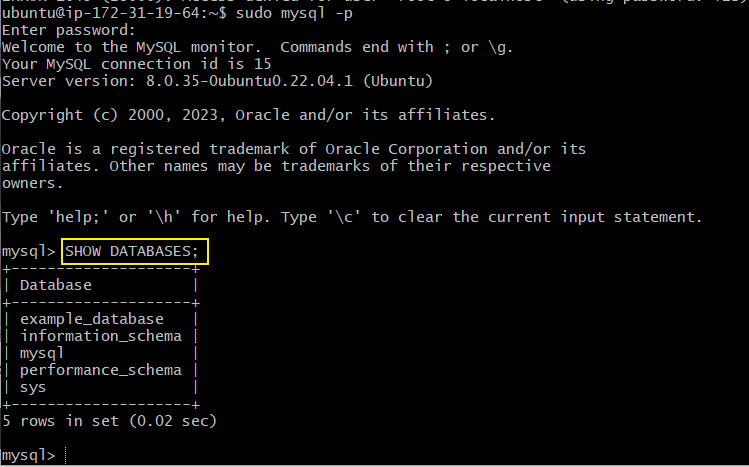 ubuntu@ip-172-31-19-64:~$ sudo mysql -p
Enter password:
Welcome to the MySQL monitor.  Commands end with ; or \g.
Your MySQL connection id is 15
Server version: 8.0.35-0ubuntu0.22.04.1 (Ubuntu)
Copyright (c) 2000, 2023, Oracle and/or its affiliates.
Oracle is a registered trademark of Oracle Corporation and/or its
affiliates. Other names may be trademarks of their respective
owners.
Type 'help;' or '\h' for help. Type '\c' to clear the current input statement.
mysql> SHOW DATABASES;
+--------------------+
| Database           |
+--------------------+
| example_database   |
| information_schema |
| mysql              |
| performance_schema |
| sys                |
+--------------------+
5 rows in set (0.02 sec)
mysql>